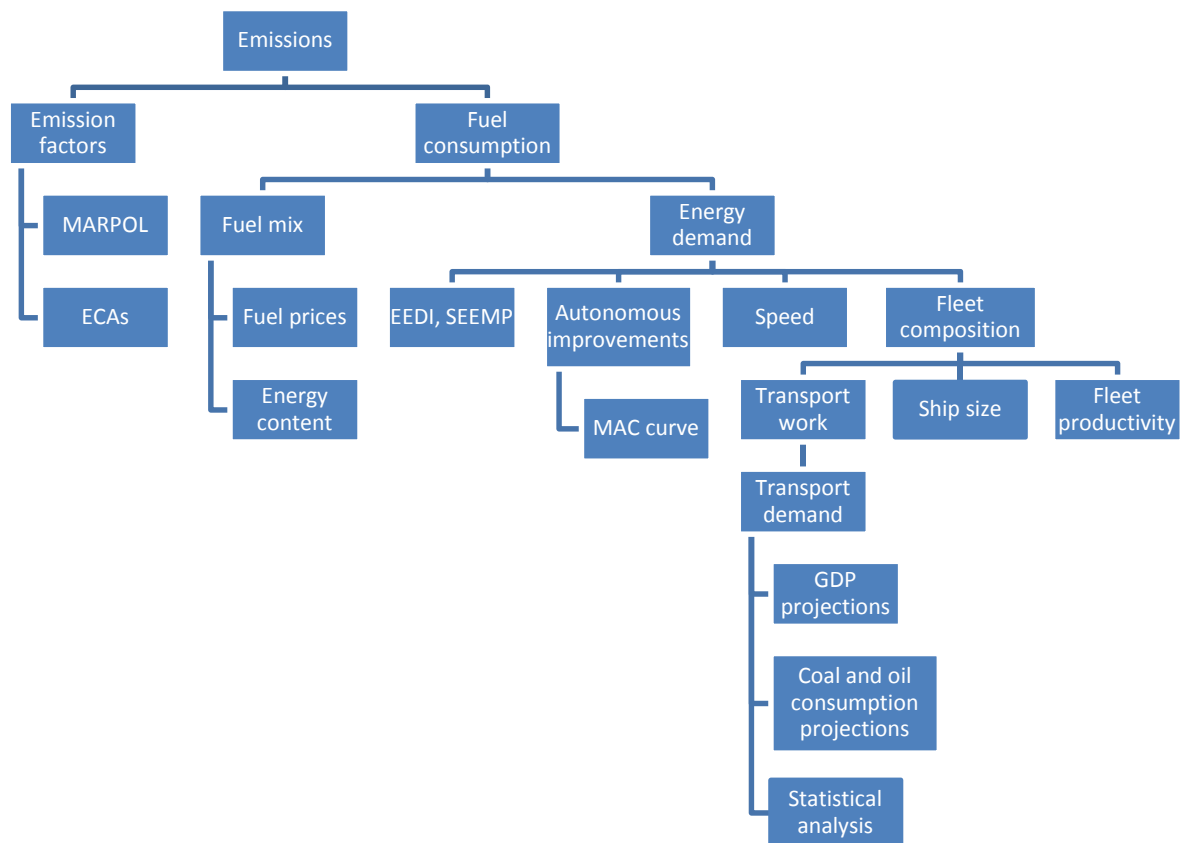 Emissions
Emission
factors
Fuel
consumption
MARPOL
Fuel mix
Energy
demand
ECAs
Fuel prices
EEDI, SEEMP
Autonomous
improvements
Speed
Fleet
composition
Energy
content
MAC curve
Transport
work
Ship size
Fleet
productivity
Transport
demand
GDP
projections
Coal and oil
consumption
projections
Statistical
analysis